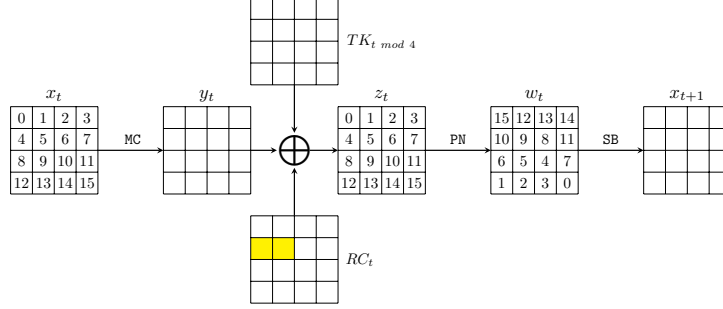 TK_{t mod 4}
x_t y_t z_t w_t x_{t+1}
0 1 2 3 0 1 2 3 15 12 13 14
4 5 6 7 MC 4 5 6 7 PN 10 9 8 11 SB
8 9 10 11 8 9 10 11 6 5 4 7
12 13 14 15 12 13 14 15 1 2 3 0
RC_t